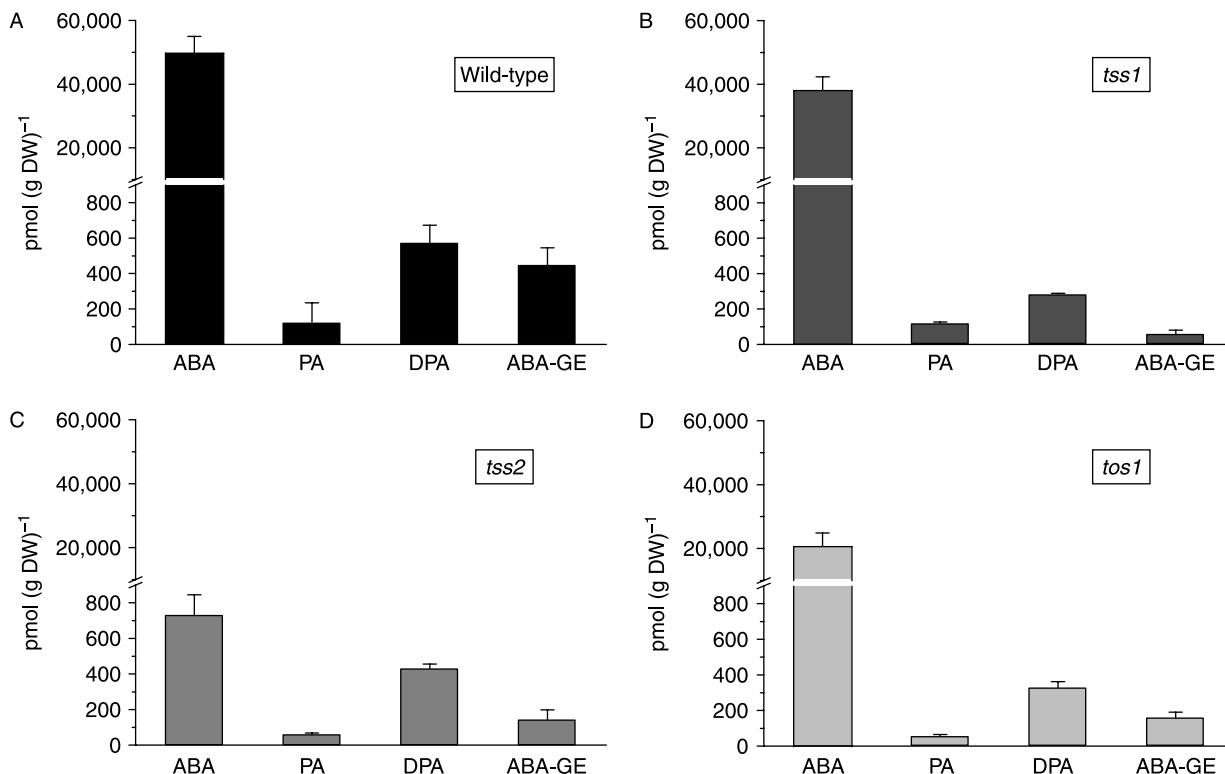 A
60,000
40,000
20,000
800
600
400
200
0
pmol (g DW)⁻¹
Wild-type
ABA PA DPA ABA-GE
B
60,000
40,000
20,000
800
600
400
200
0
pmol (g DW)⁻¹
tss1
ABA PA DPA ABA-GE
C
60,000
40,000
20,000
800
600
400
200
0
pmol (g DW)⁻¹
tss2
ABA PA DPA ABA-GE
D
60,000
40,000
20,000
800
600
400
200
0
pmol (g DW)⁻¹
tos1
ABA PA DPA ABA-GE